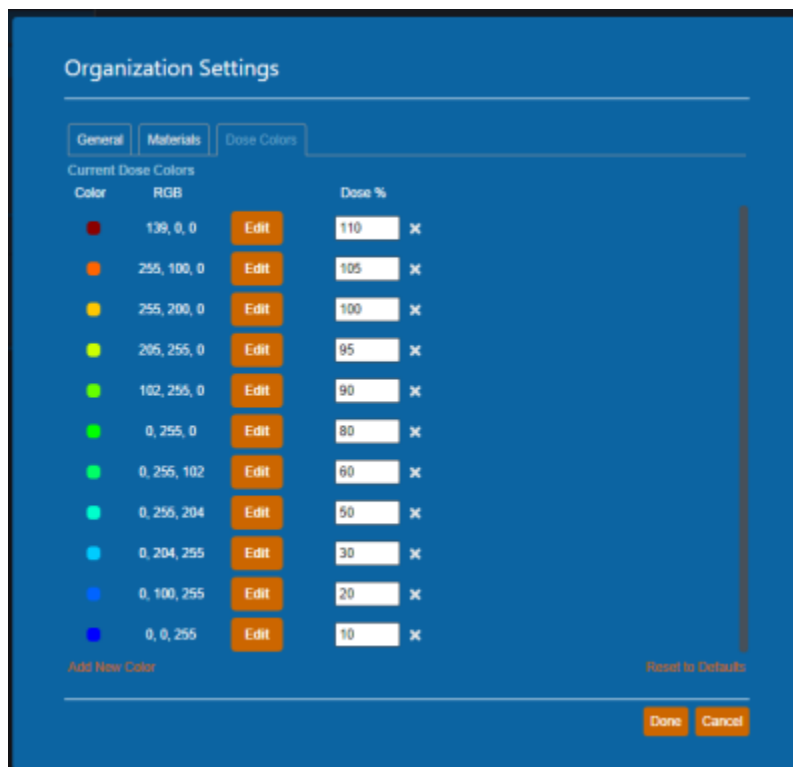 Organization Settings
General Materials Dose Colors
Current Dose Colors
Color RGB Dose %
139, 0, 0 Edit 110
255, 100, 0 Edit 105
255, 200, 0 Edit 100
205, 255, 0 Edit 95
102, 255, 0 Edit 90
0, 255, 0 Edit 80
0, 255, 102 Edit 60
0, 255, 204 Edit 50
0, 204, 255 Edit 30
0, 100, 255 Edit 20
0, 0, 255 Edit 10
Add New Color Reset to Defaults
Done Cancel